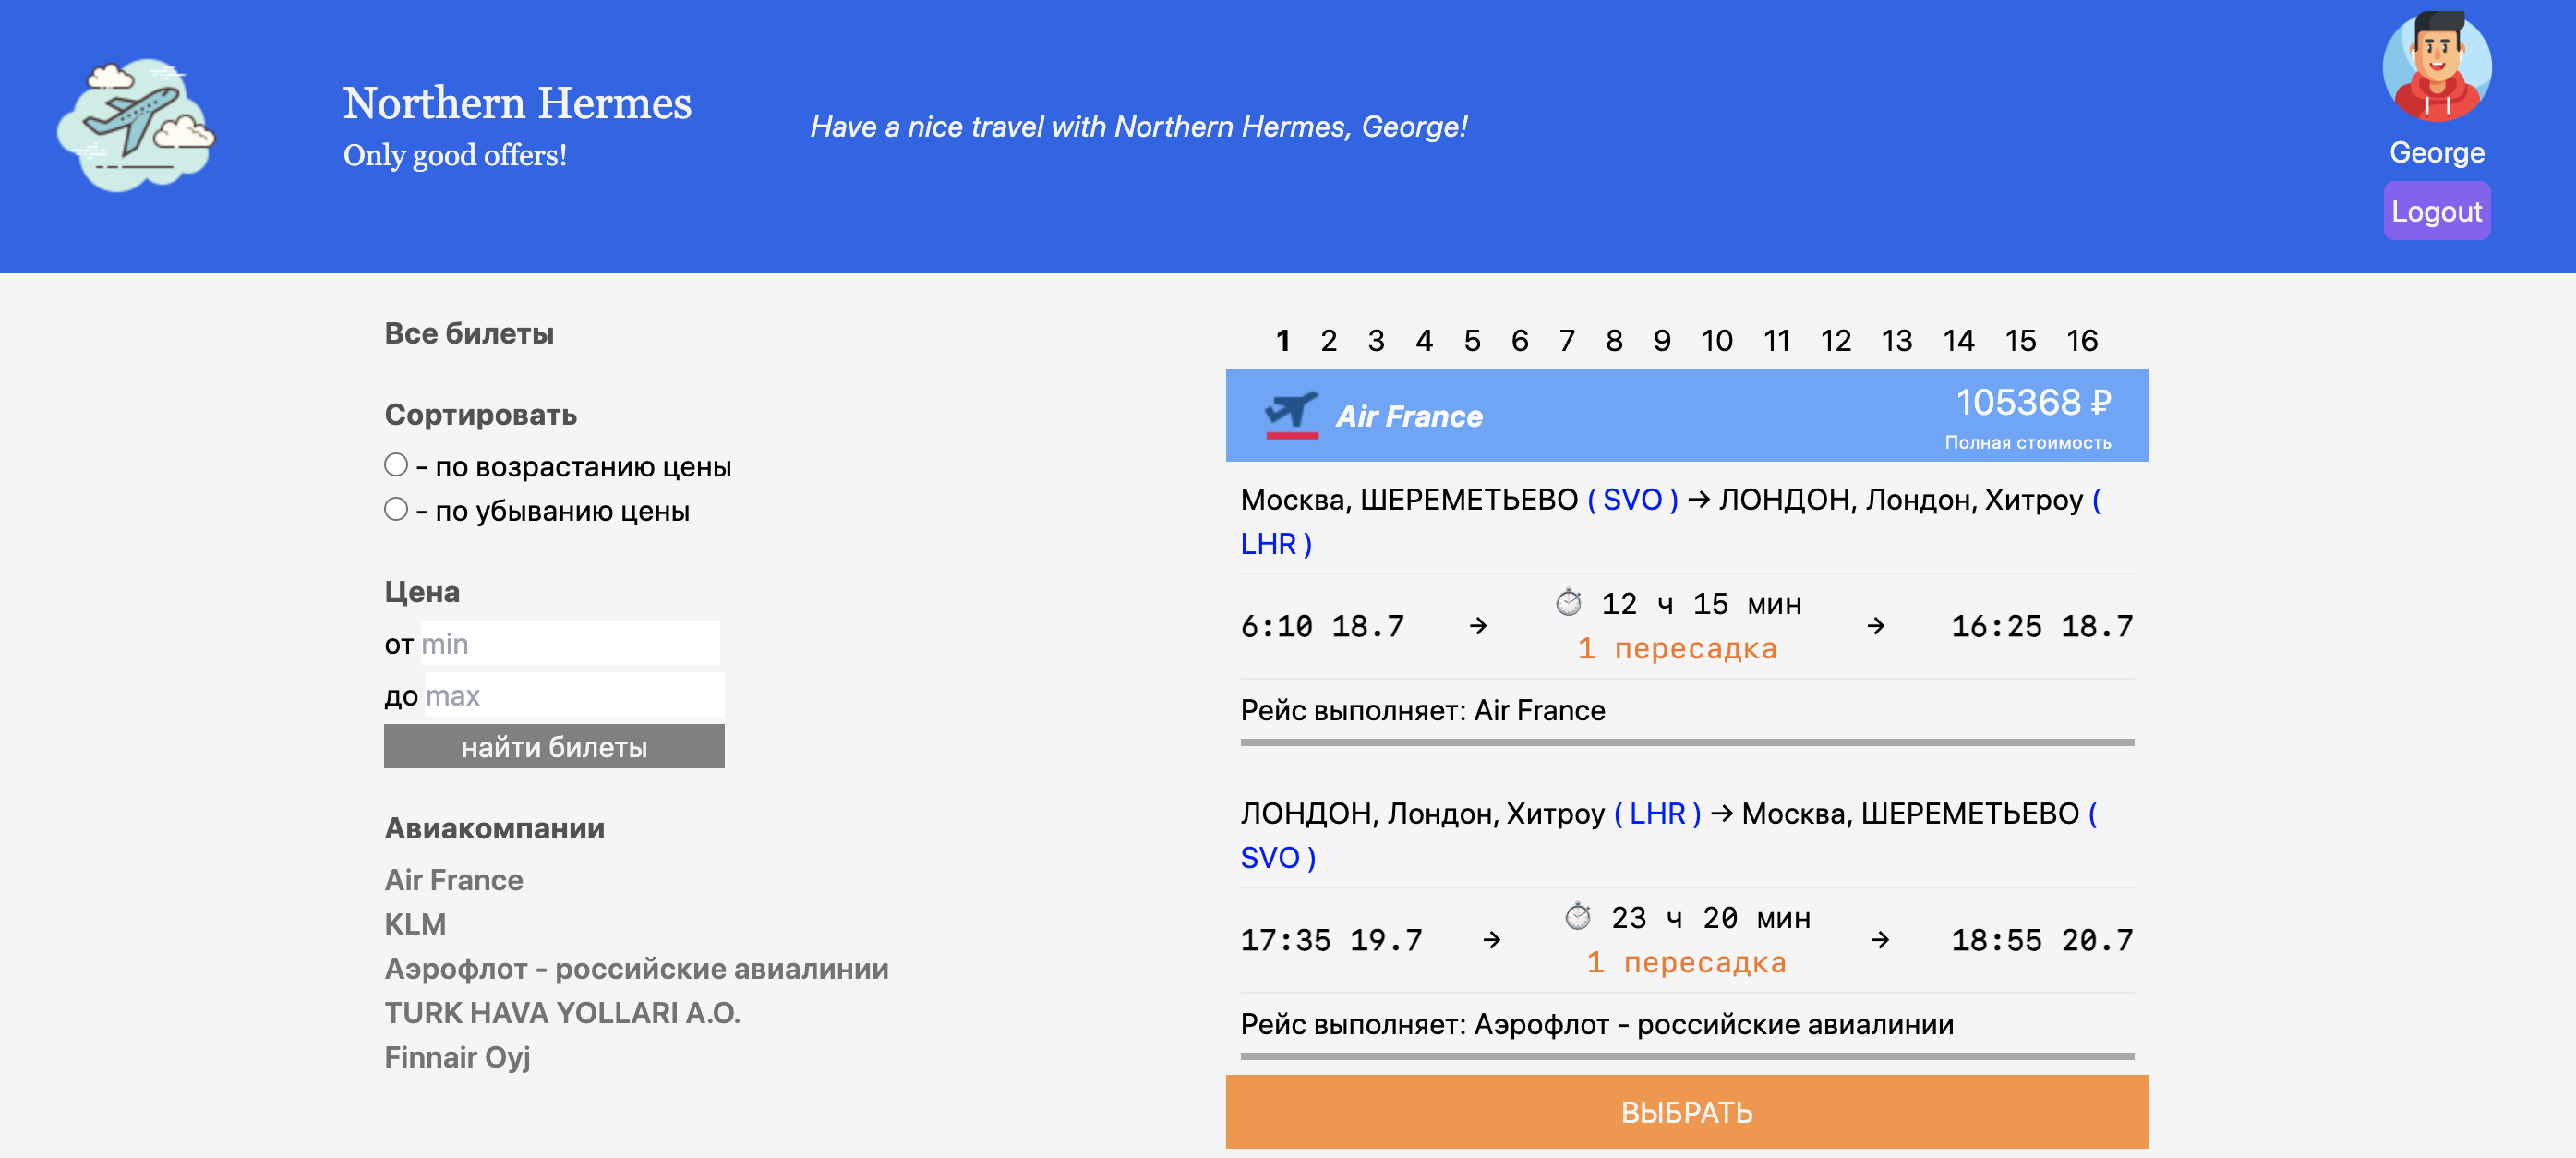 Northern Hermes
Only good offers!
Have a nice travel with Northern Hermes, George!
George
Logout
Все билеты
Сортировать
- по возрастанию цены
- по убыванию цены
Цена
от min
до max
найти билеты
Авиакомпании
Air France
KLM
Аэрофлот - российские авиалинии
TURK HAVA YOLLARI A.O.
Finnair Oyj
1 2 3 4 5 6 7 8 9 10 11 12 13 14 15 16
Air France
105368 ₽
Полная стоимость
Москва, ШЕРЕМЕТЬЕВО ( SVO ) → ЛОНДОН, Лондон, Хитроу (
LHR )
6:10 18.7 → ⏱ 12 ч 15 мин → 16:25 18.7
1 пересадка
Рейс выполняет: Air France
ЛОНДОН, Лондон, Хитроу ( LHR ) → Москва, ШЕРЕМЕТЬЕВО (
SVO )
17:35 19.7 → ⏱ 23 ч 20 мин → 18:55 20.7
1 пересадка
Рейс выполняет: Аэрофлот - российские авиалинии
ВЫБРАТЬ